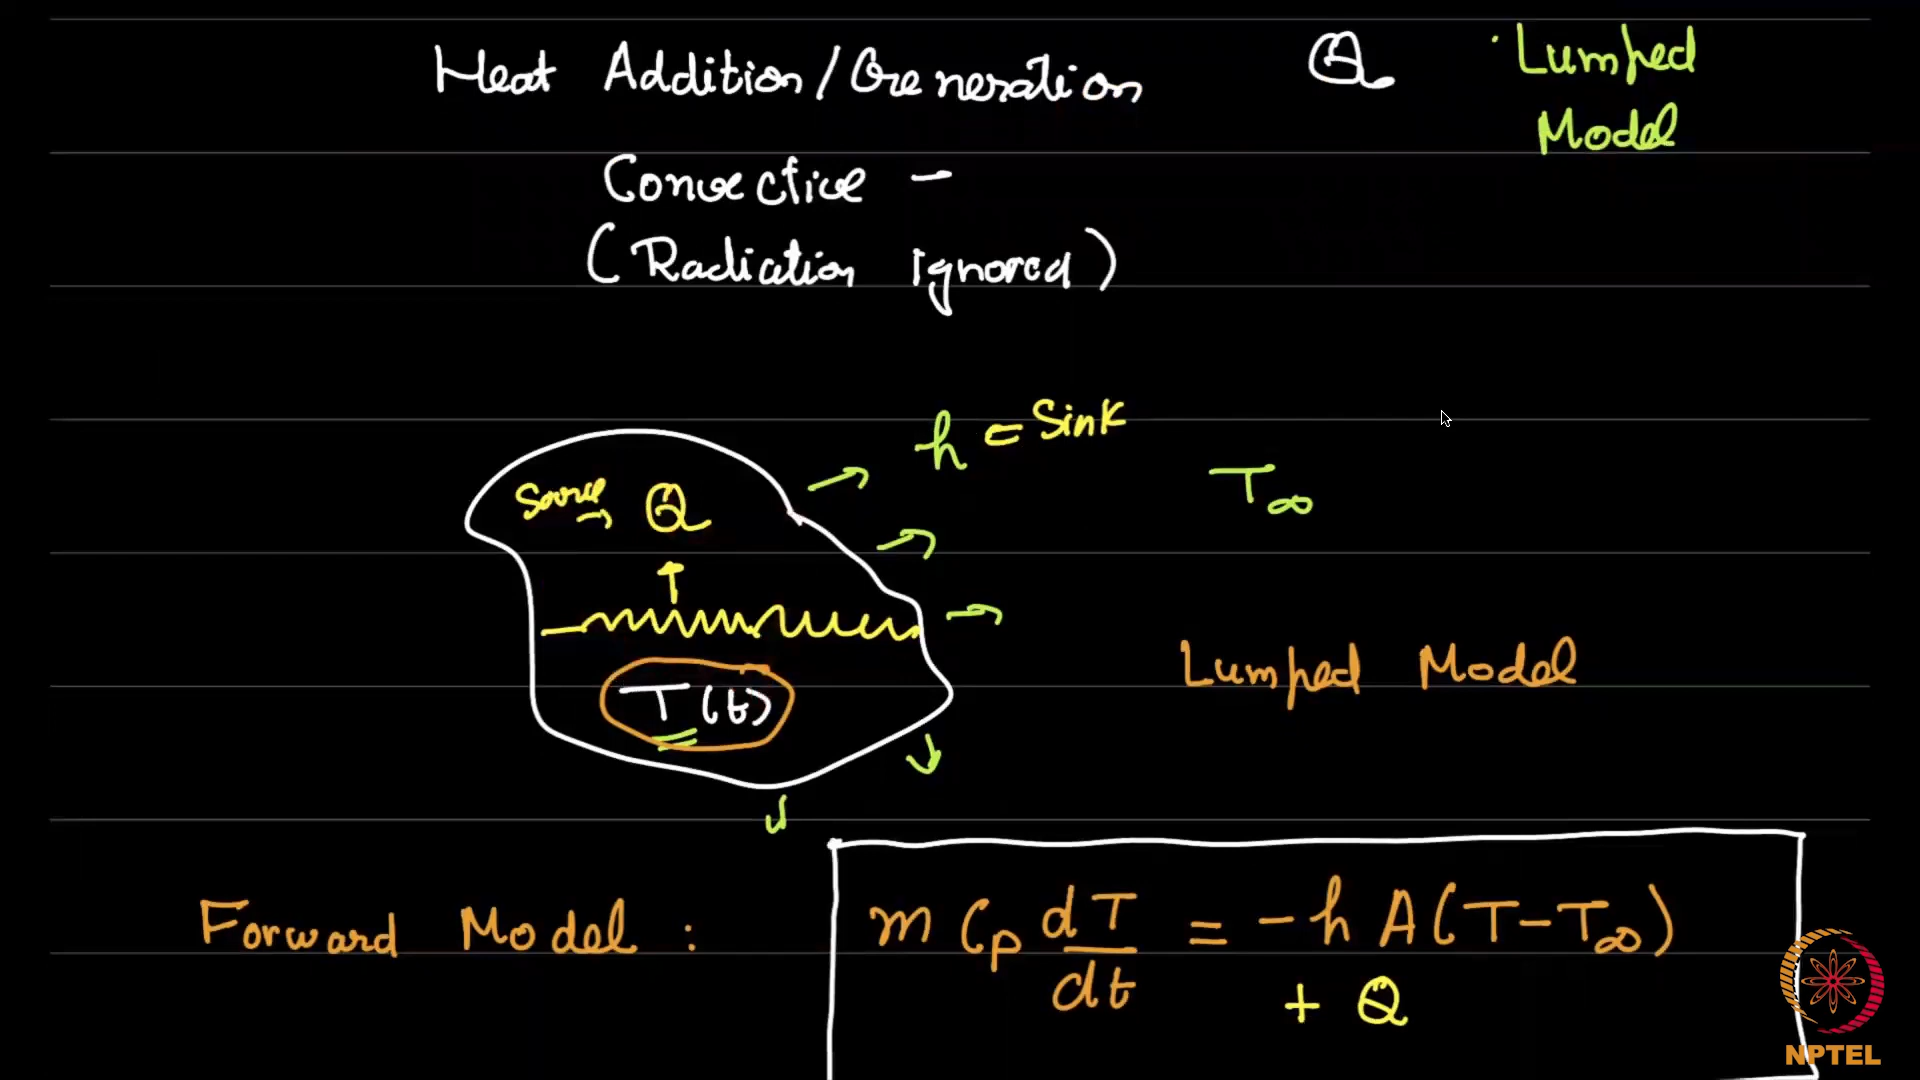 Heat Addition/Generation Q
· Lumped Model
Convective -
(Radiation ignored)
h = Sink
T∞
Source → Q
T(t)
Lumped Model
Forward Model :
m Cp dT/dt = -h A(T-T∞)
+ Q
NPTEL